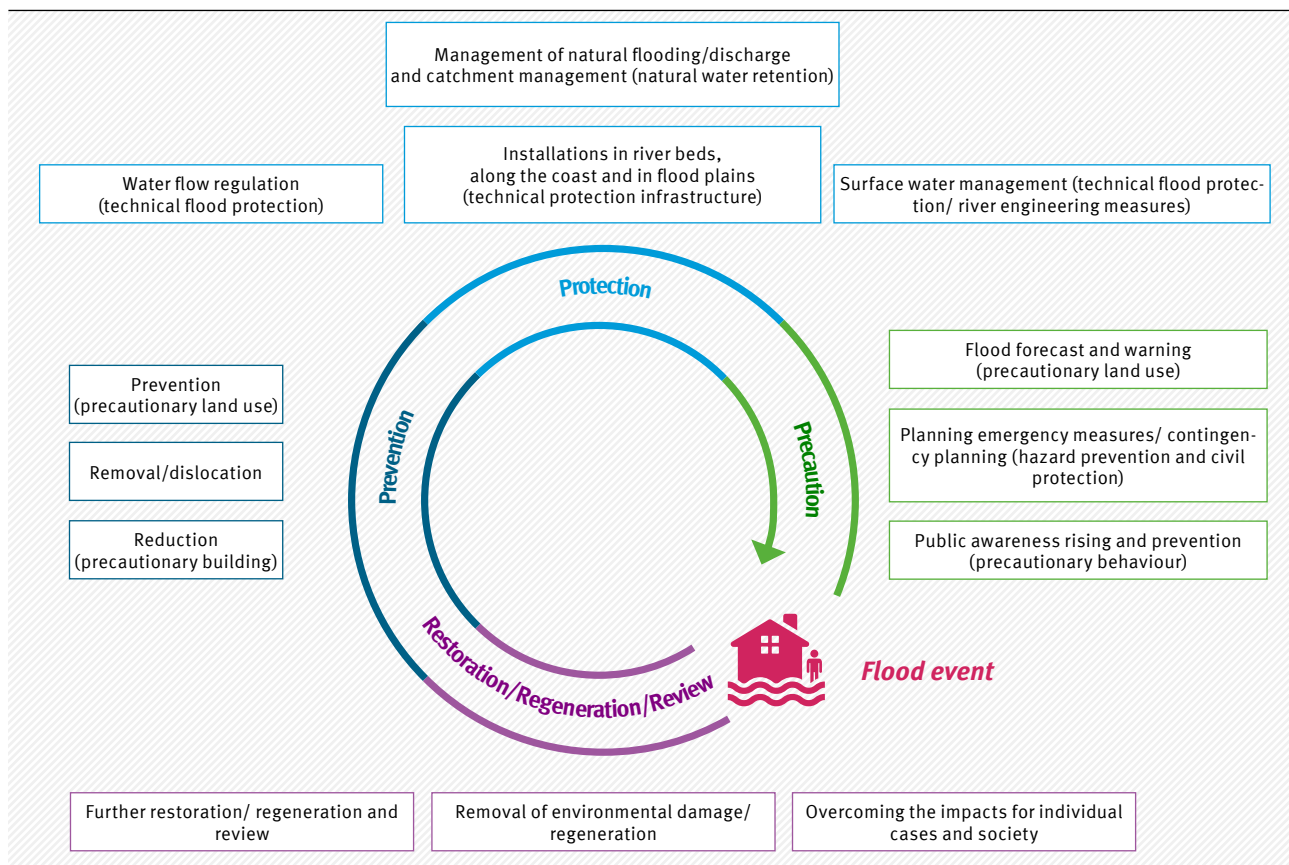 Management of natural flooding/discharge
and catchment management (natural water retention)
Installations in river beds,
along the coast and in flood plains
(technical protection infrastructure)
Water flow regulation
(technical flood protection)
Surface water management (technical flood protec-
tion/ river engineering measures)
Protection
Flood forecast and warning
(precautionary land use)
Prevention
(precautionary land use)
Planning emergency measures/ contingen-
cy planning (hazard prevention and civil
protection)
Prevention
Precaution
Removal/dislocation
Reduction
(precautionary building)
Public awareness rising and prevention
(precautionary behaviour)
Restoration/Regeneration/Review
Flood event
Further restoration/ regeneration and
review
Removal of environmental damage/
regeneration
Overcoming the impacts for individual
cases and society